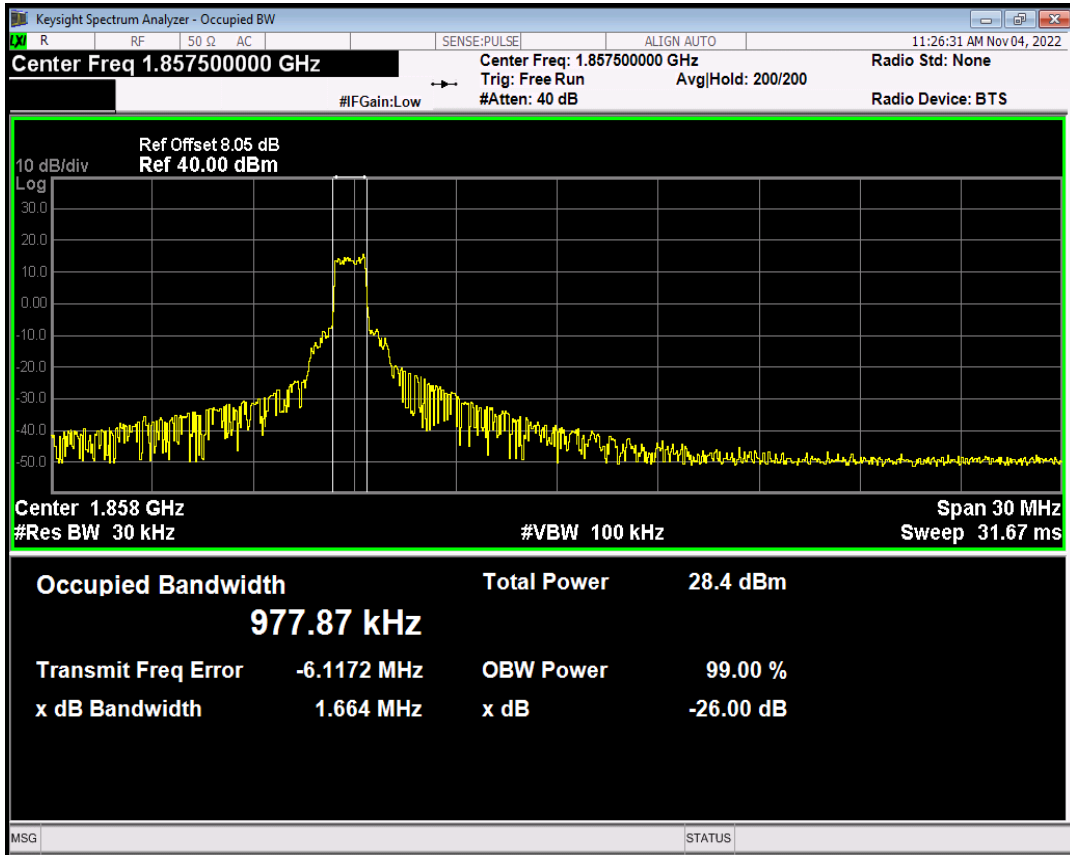 Keysight Spectrum Analyzer - Occupied BW
LXI R RF 50 Ω AC SENSE:PULSE ALIGN AUTO 11:26:31 AM Nov 04, 2022
Center Freq 1.857500000 GHz Center Freq: 1.857500000 GHz Radio Std: None
Trig: Free Run Avg|Hold: 200/200
#IFGain:Low #Atten: 40 dB Radio Device: BTS
Ref Offset 8.05 dB
10 dB/div Ref 40.00 dBm
Log
30.0
20.0
10.0
0.00
-10.0
-20.0
-30.0
-40.0
-50.0
Center 1.858 GHz Span 30 MHz
#Res BW 30 kHz #VBW 100 kHz Sweep 31.67 ms
Occupied Bandwidth Total Power 28.4 dBm
977.87 kHz
Transmit Freq Error -6.1172 MHz OBW Power 99.00 %
x dB Bandwidth 1.664 MHz x dB -26.00 dB
MSG STATUS